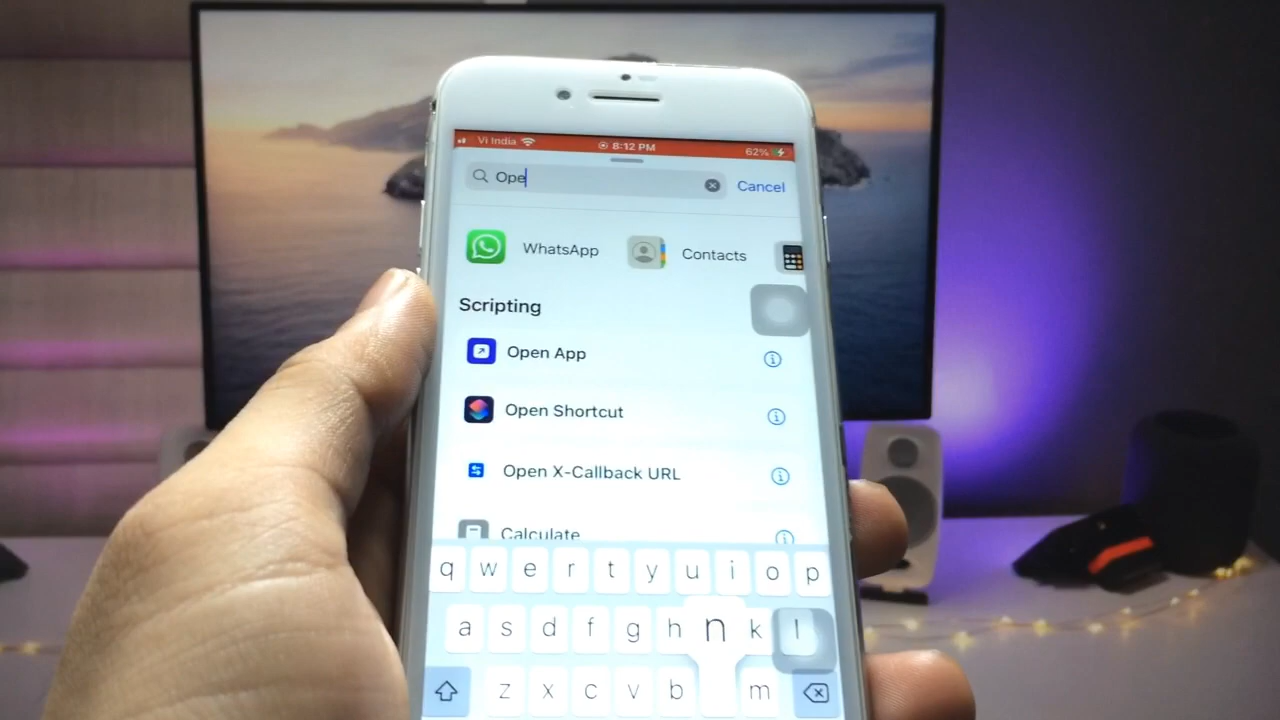 Vi India 8:12 PM 62%
Ope Cancel
WhatsApp Contacts
Scripting
Open App
Open Shortcut
Open X-Callback URL
Calculate
q w e r t y u i o p
a s d f g h n k l
z x c v b m